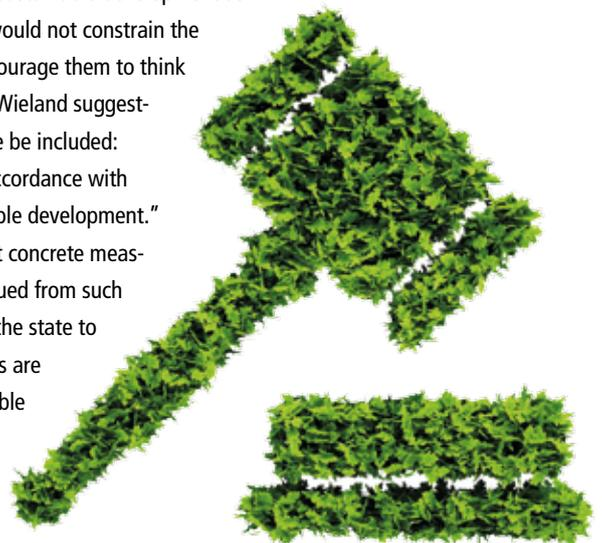 would not constrain the
ourage them to think
Wieland suggest-
e be included:
ccordance with
ble development.”
t concrete meas-
ued from such
the state to
s are
ble